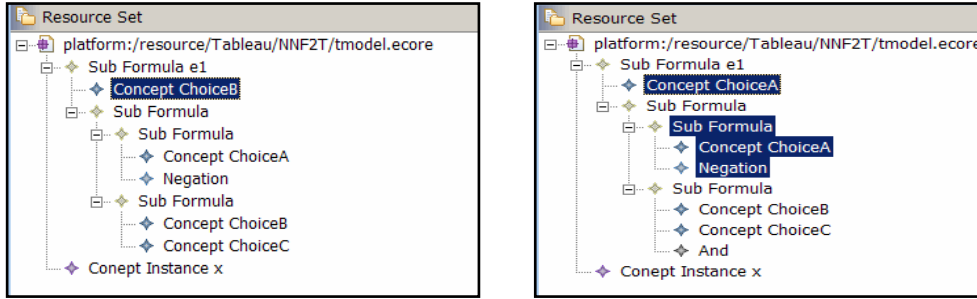 Resource Set
platform:/resource/Tableau/NNF2T/tmodel.ecore
Sub Formula e1
Concept ChoiceB
Sub Formula
Sub Formula
Concept ChoiceA
Negation
Sub Formula
Concept ChoiceB
Concept ChoiceC
Conept Instance x
Resource Set
platform:/resource/Tableau/NNF2T/tmodel.ecore
Sub Formula e1
Concept ChoiceA
Sub Formula
Sub Formula
Concept ChoiceA
Negation
Sub Formula
Concept ChoiceB
Concept ChoiceC
And
Conept Instance x